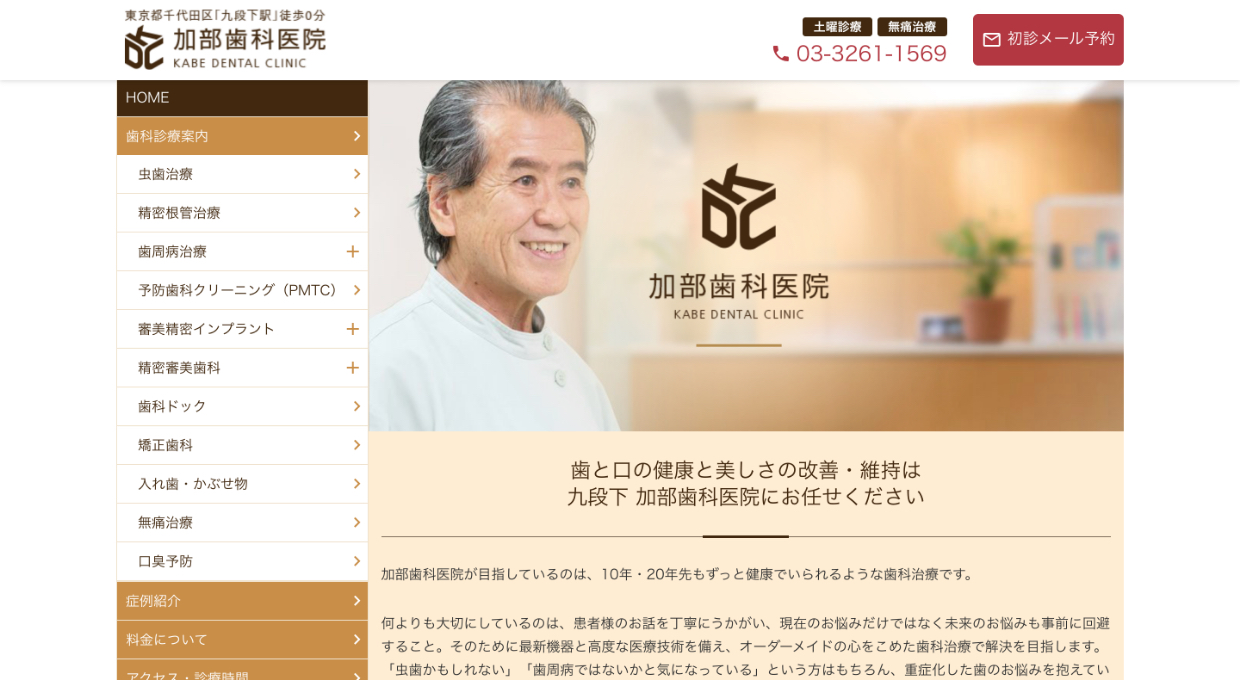 東京都千代田区「九段下駅」徒歩0分
加部歯科医院
KABE DENTAL CLINIC
土曜診療 無痛治療
03-3261-1569
初診メール予約
HOME
歯科診療案内
虫歯治療
精密根管治療
歯周病治療
予防歯科クリーニング（PMTC）
審美精密インプラント
精密審美歯科
歯科ドック
矯正歯科
入れ歯・かぶせ物
無痛治療
口臭予防
症例紹介
料金について
アクセス・診療時間
加部歯科医院
KABE DENTAL CLINIC
歯と口の健康と美しさの改善・維持は
九段下 加部歯科医院にお任せください
加部歯科医院が目指しているのは、10年・20年先もずっと健康でいられるような歯科治療です。
何よりも大切にしているのは、患者様のお話を丁寧にうかがい、現在のお悩みだけではなく未来のお悩みも事前に回避
すること。そのために最新機器と高度な医療技術を備え、オーダーメイドの心をこめた歯科治療で解決を目指します。
「虫歯かもしれない」「歯周病ではないかと気になっている」という方はもちろん、重症化した歯のお悩みを抱えてい